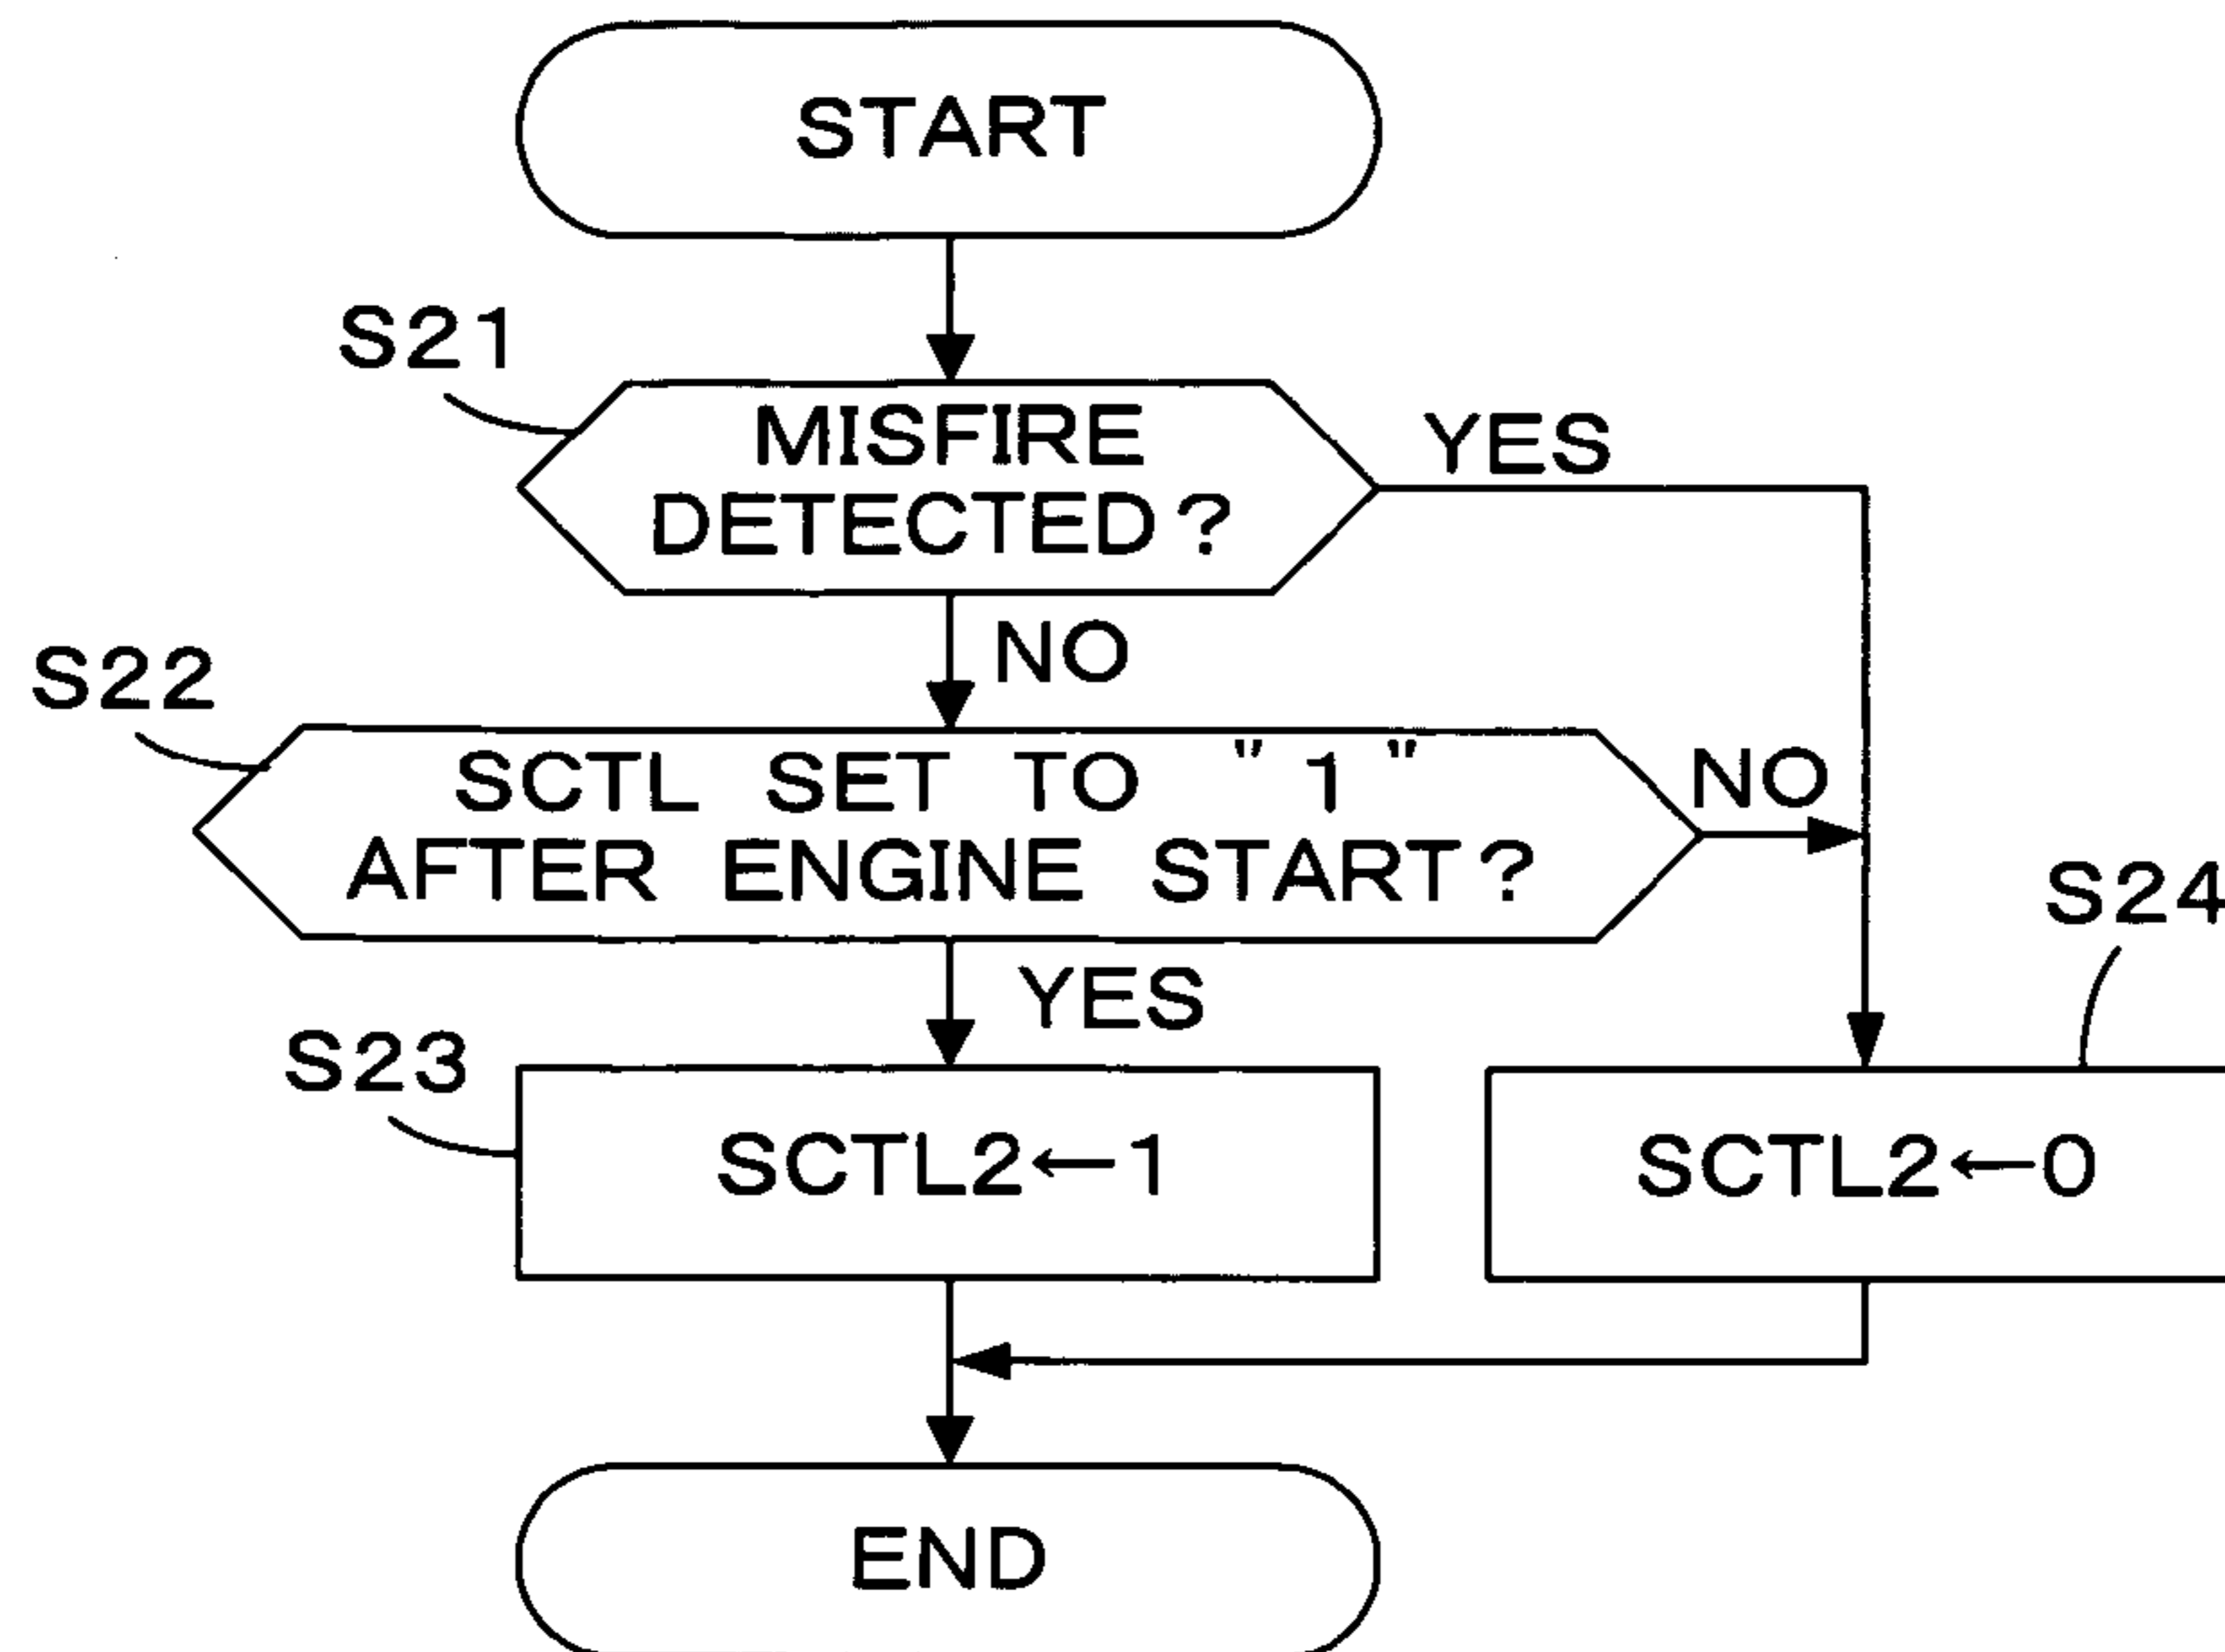 START
S21
MISFIRE
DETECTED?
YES
NO
S22
SCTL SET TO "1"
AFTER ENGINE START?
NO
S24
YES
S23
SCTL2←1
SCTL2←0
END